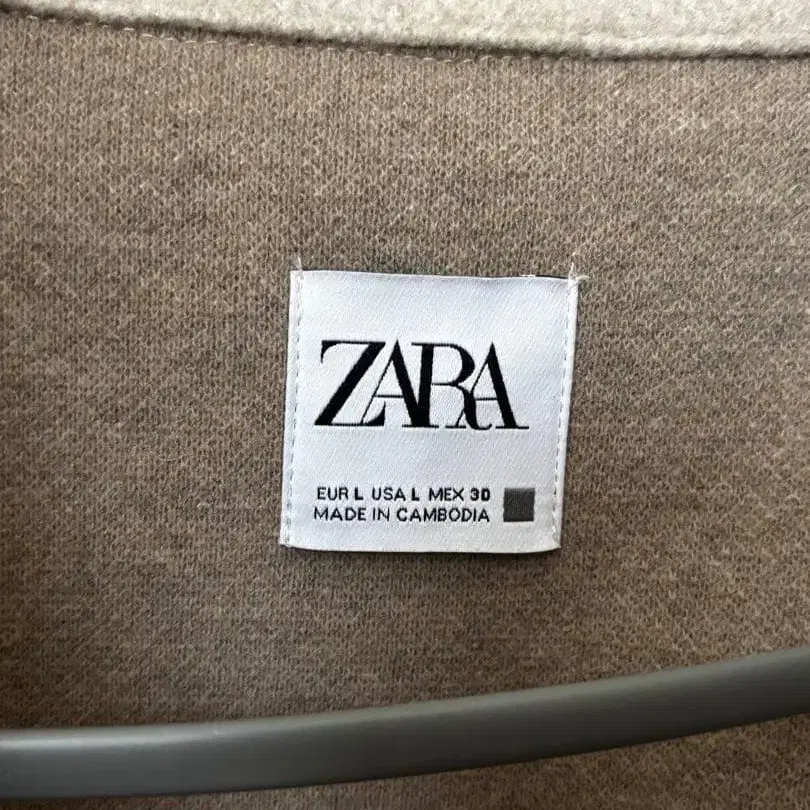 ZARA
EUR L USA L MEX 30
MADE IN CAMBODIA